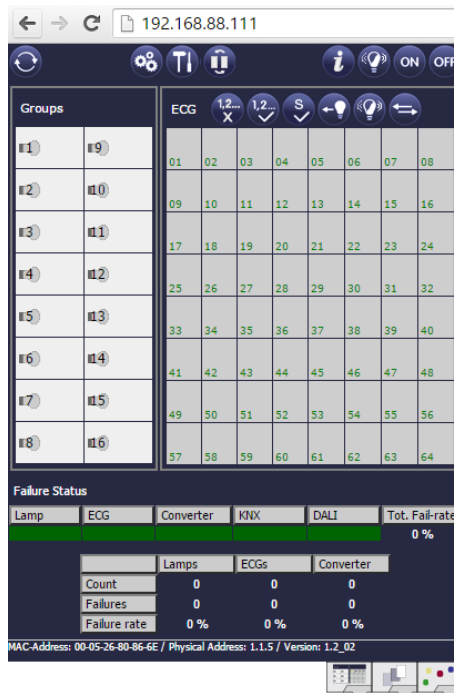 192.168.88.111
i ON OFF
Groups
ECG 1,2... X 1,2... S
1 9
2 10
3 11
4 12
5 13
6 14
7 15
8 16
01 02 03 04 05 06 07 08
09 10 11 12 13 14 15 16
17 18 19 20 21 22 23 24
25 26 27 28 29 30 31 32
33 34 35 36 37 38 39 40
41 42 43 44 45 46 47 48
49 50 51 52 53 54 55 56
57 58 59 60 61 62 63 64
Failure Status
Lamp ECG Converter KNX DALI Tot. Fail-rate
0 %
Lamps ECGs Converter
Count 0 0 0
Failures 0 0 0
Failure rate 0 % 0 % 0 %
MAC-Address: 00-05-26-80-86-6E / Physical Address: 1.1.5 / Version: 1.2_02